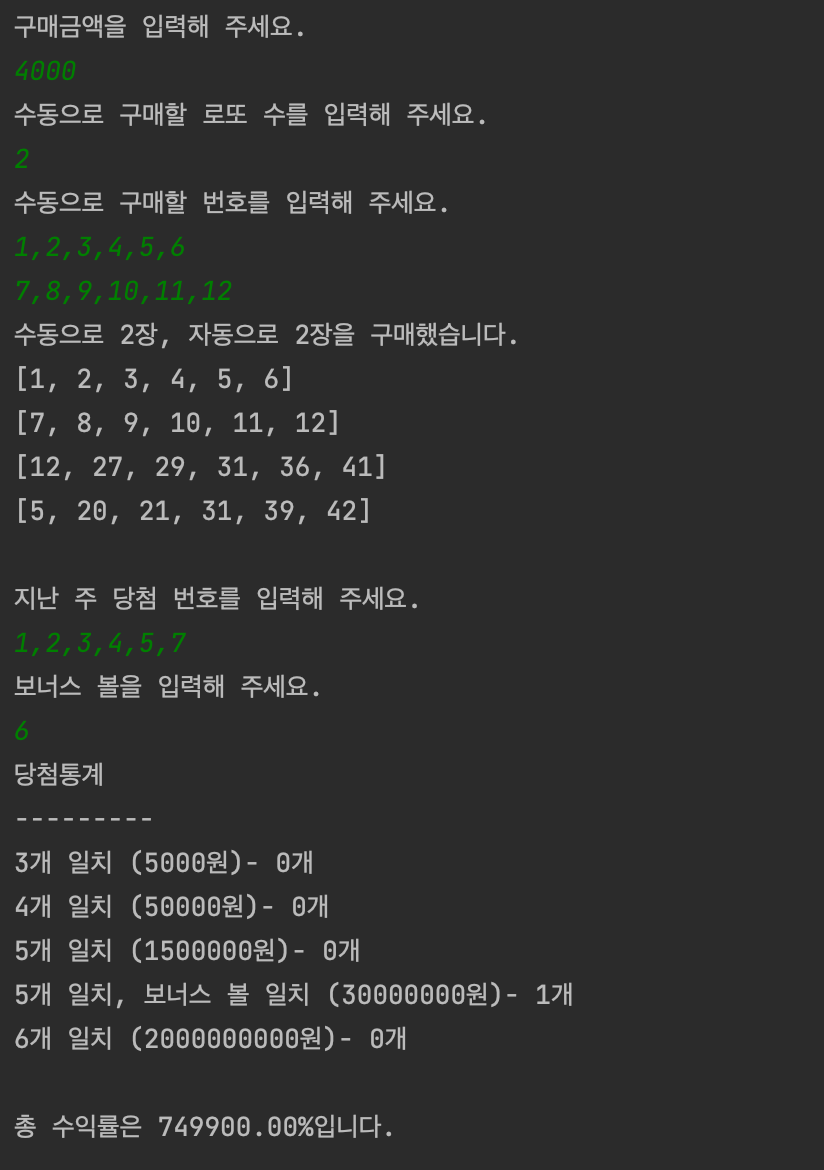 구매금액을 입력해 주세요.
4000
수동으로 구매할 로또 수를 입력해 주세요.
2
수동으로 구매할 번호를 입력해 주세요.
1,2,3,4,5,6
7,8,9,10,11,12
수동으로 2장, 자동으로 2장을 구매했습니다.
[1, 2, 3, 4, 5, 6]
[7, 8, 9, 10, 11, 12]
[12, 27, 29, 31, 36, 41]
[5, 20, 21, 31, 39, 42]
지난 주 당첨 번호를 입력해 주세요.
1,2,3,4,5,7
보너스 볼을 입력해 주세요.
6
당첨통계
---------
3개 일치 (5000원)- 0개
4개 일치 (50000원)- 0개
5개 일치 (1500000원)- 0개
5개 일치, 보너스 볼 일치 (30000000원)- 1개
6개 일치 (2000000000원)- 0개
총 수익률은 749900.00%입니다.